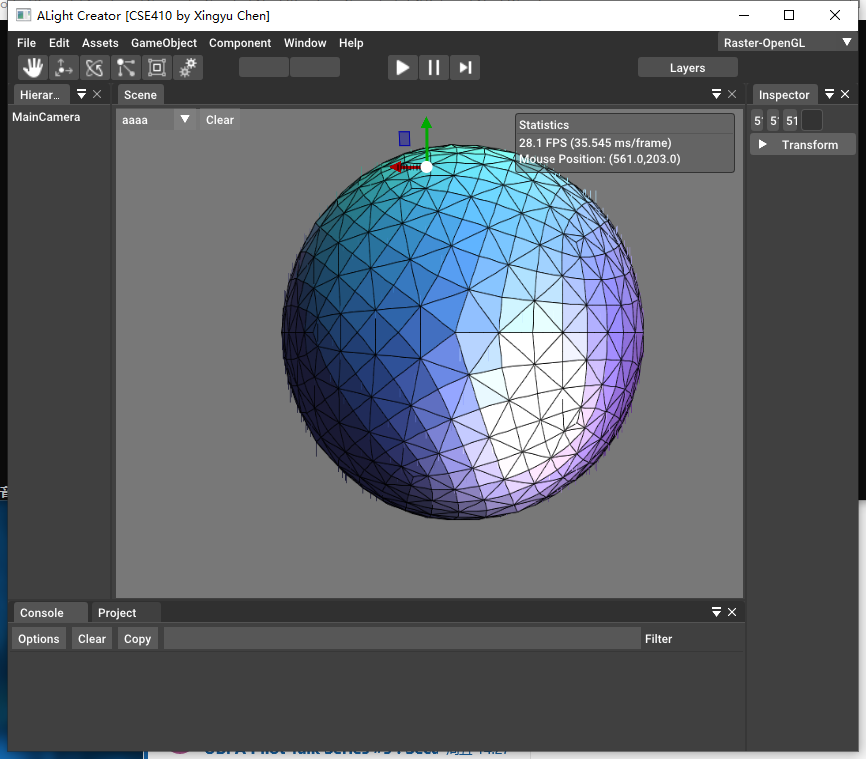 ALight Creator [CSE410 by Xingyu Chen]
File Edit Assets GameObject Component Window Help
Raster-OpenGL
Layers
Hierar...
Scene
Inspector
MainCamera
aaaa
Clear
51 51 51
Transform
Statistics
28.1 FPS (35.545 ms/frame)
Mouse Position: (561.0,203.0)
Console
Project
Options
Clear
Copy
Filter